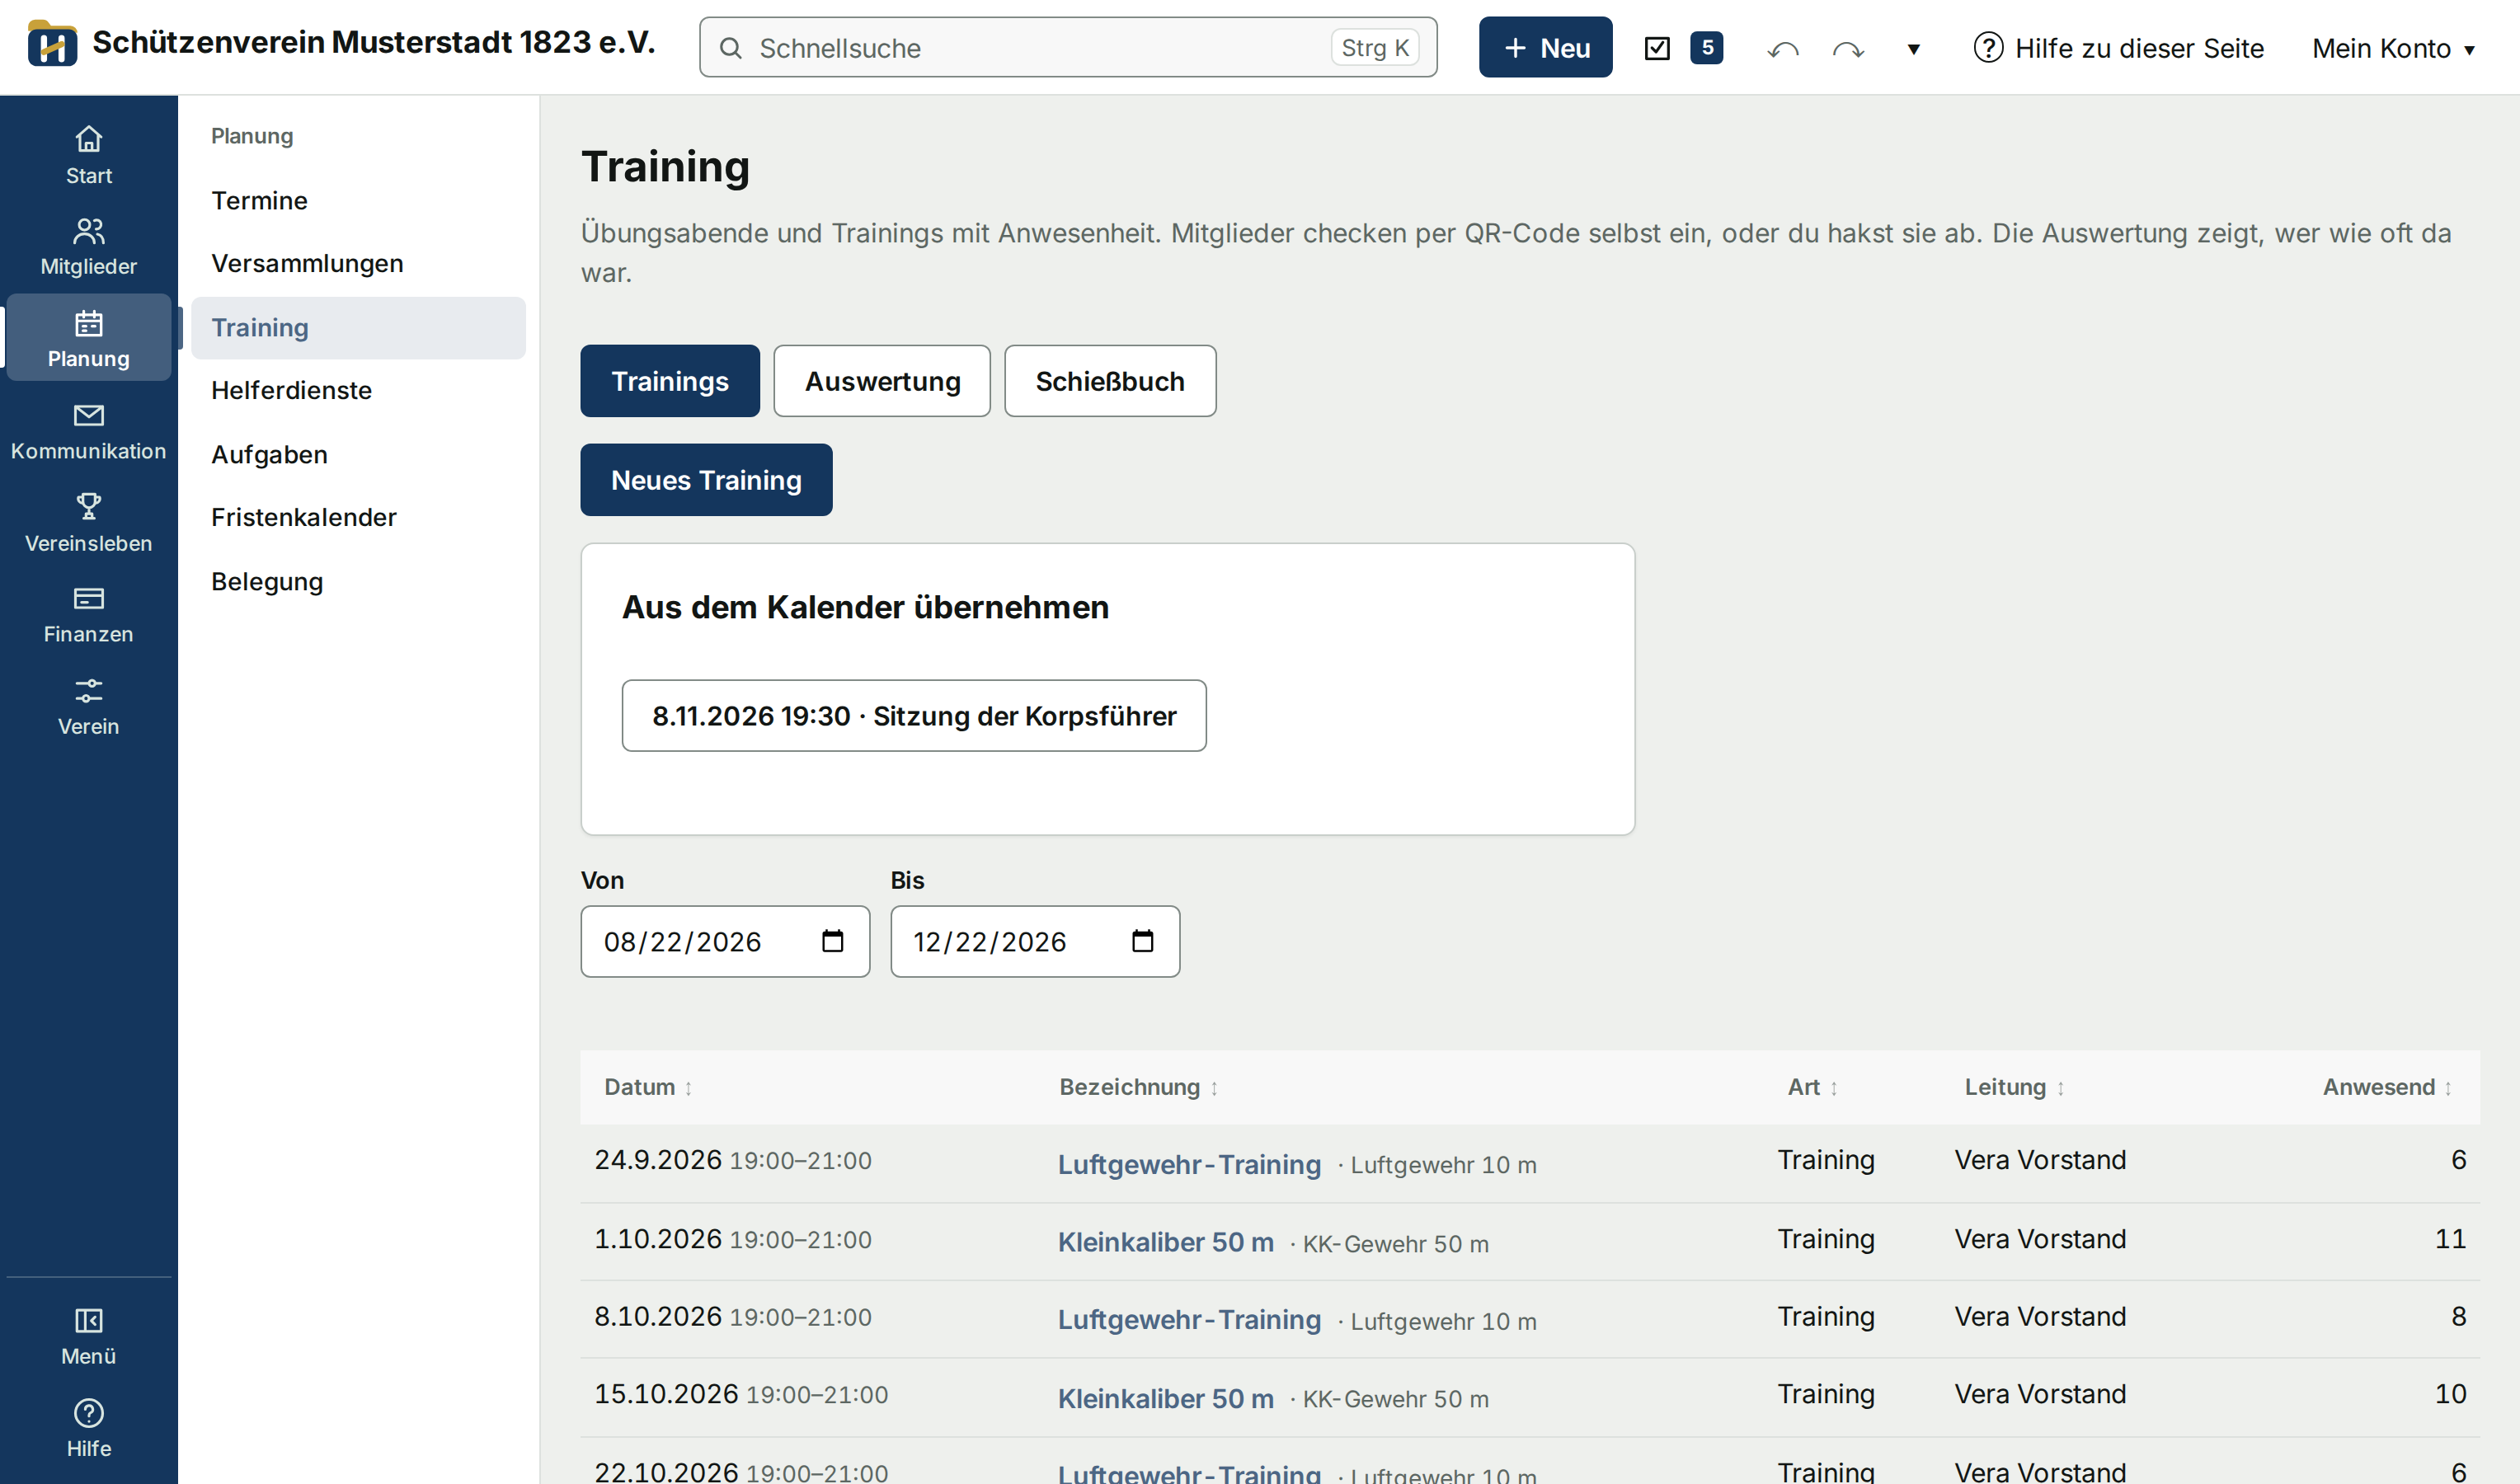 Schützenverein Musterstadt 1823 e.V.
Schnellsuche
Strg K
+ Neu
5
Hilfe zu dieser Seite
Mein Konto ▾
Start
Mitglieder
Planung
Kommunikation
Vereinsleben
Finanzen
Verein
Menü
Hilfe
Planung
Termine
Versammlungen
Training
Helferdienste
Aufgaben
Fristenkalender
Belegung
Training
Übungsabende und Trainings mit Anwesenheit. Mitglieder checken per QR-Code selbst ein, oder du hakst sie ab. Die Auswertung zeigt, wer wie oft da
war.
Trainings Auswertung Schießbuch
Neues Training
Aus dem Kalender übernehmen
8.11.2026 19:30 · Sitzung der Korpsführer
Von Bis
08/22/2026 12/22/2026
Datum ↕ Bezeichnung ↕ Art ↕ Leitung ↕ Anwesend ↕
24.9.2026 19:00–21:00 Luftgewehr-Training · Luftgewehr 10 m Training Vera Vorstand 6
1.10.2026 19:00–21:00 Kleinkaliber 50 m · KK-Gewehr 50 m Training Vera Vorstand 11
8.10.2026 19:00–21:00 Luftgewehr-Training · Luftgewehr 10 m Training Vera Vorstand 8
15.10.2026 19:00–21:00 Kleinkaliber 50 m · KK-Gewehr 50 m Training Vera Vorstand 10
22.10.2026 19:00–21:00 Luftgewehr-Training · Luftgewehr 10 m Training Vera Vorstand 6